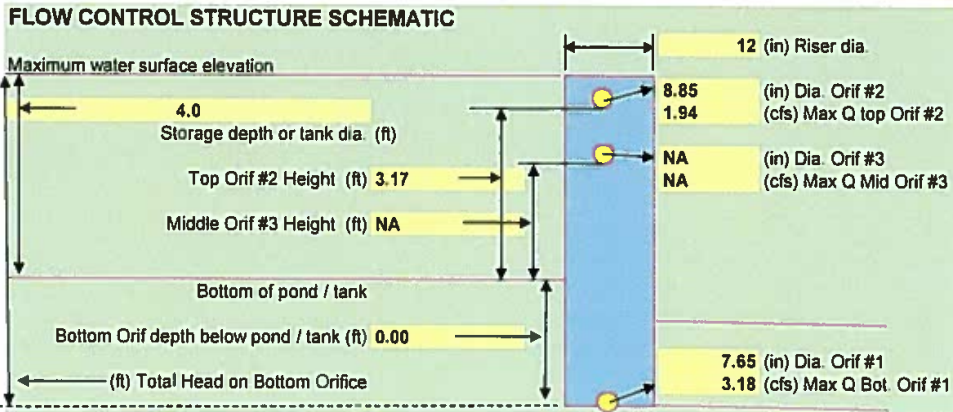 FLOW CONTROL STRUCTURE SCHEMATIC
12 (in) Riser dia.
Maximum water surface elevation
8.85 (in) Dia. Orif #2
4.0
1.94 (cfs) Max Q top Orif #2
Storage depth or tank dia. (ft)
NA (in) Dia. Orif #3
Top Orif #2 Height (ft) 3.17
NA (cfs) Max Q Mid Orif #3
Middle Orif #3 Height (ft) NA
Bottom of pond / tank
Bottom Orif depth below pond / tank (ft) 0.00
7.65 (in) Dia. Orif #1
(ft) Total Head on Bottom Orifice
3.18 (cfs) Max Q Bot. Orif #1